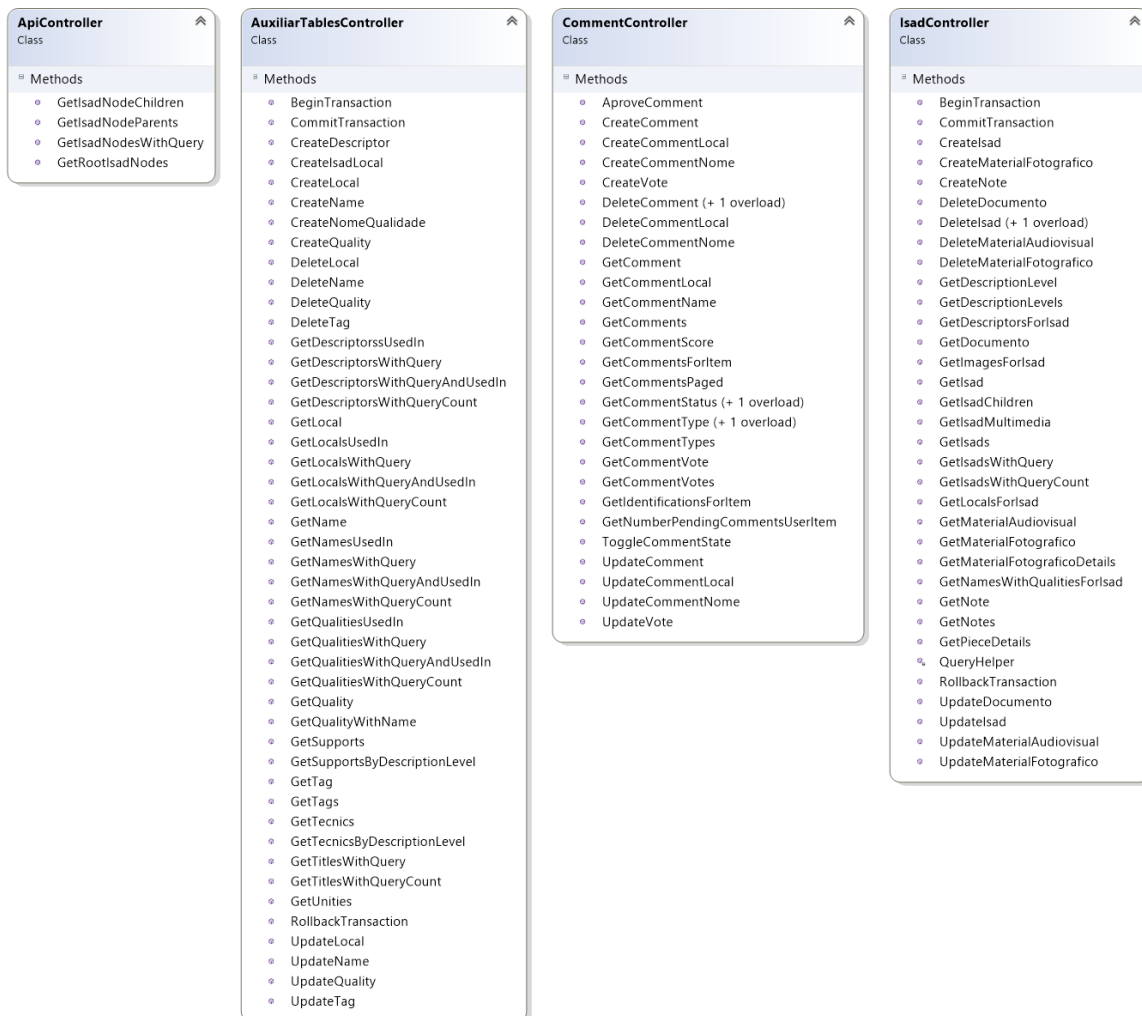 ApiController
Class
Methods
GetIsadNodeChildren
GetIsadNodeParents
GetIsadNodesWithQuery
GetRootIsadNodes
AuxiliarTablesController
Class
Methods
BeginTransaction
CommitTransaction
CreateDescriptor
CreateIsadLocal
CreateLocal
CreateName
CreateNomeQualidade
CreateQuality
DeleteLocal
DeleteName
DeleteQuality
DeleteTag
GetDescriptorssUsedIn
GetDescriptorsWithQuery
GetDescriptorsWithQueryAndUsedIn
GetDescriptorsWithQueryCount
GetLocal
GetLocalsUsedIn
GetLocalsWithQuery
GetLocalsWithQueryAndUsedIn
GetLocalsWithQueryCount
GetName
GetNamesUsedIn
GetNamesWithQuery
GetNamesWithQueryAndUsedIn
GetNamesWithQueryCount
GetQualitiesUsedIn
GetQualitiesWithQuery
GetQualitiesWithQueryAndUsedIn
GetQualitiesWithQueryCount
GetQuality
GetQualityWithName
GetSupports
GetSupportsByDescriptionLevel
GetTag
GetTags
GetTecnics
GetTecnicsByDescriptionLevel
GetTitlesWithQuery
GetTitlesWithQueryCount
GetUnities
RollbackTransaction
UpdateLocal
UpdateName
UpdateQuality
UpdateTag
CommentController
Class
Methods
AproveComment
CreateComment
CreateCommentLocal
CreateCommentNome
CreateVote
DeleteComment (+ 1 overload)
DeleteCommentLocal
DeleteCommentNome
GetComment
GetCommentLocal
GetCommentName
GetComments
GetCommentScore
GetCommentsForItem
GetCommentsPaged
GetCommentStatus (+ 1 overload)
GetCommentType (+ 1 overload)
GetCommentTypes
GetCommentVote
GetCommentVotes
GetIdentificationsForItem
GetNumberPendingCommentsUserItem
ToggleCommentState
UpdateComment
UpdateCommentLocal
UpdateCommentNome
UpdateVote
IsadController
Class
Methods
BeginTransaction
CommitTransaction
CreateIsad
CreateMaterialFotografico
CreateNote
DeleteDocumento
DeleteIsad (+ 1 overload)
DeleteMaterialAudiovisual
DeleteMaterialFotografico
GetDescriptionLevel
GetDescriptionLevels
GetDescriptorsForIsad
GetDocumento
GetImagesForIsad
GetIsad
GetIsadChildren
GetIsadMultimedia
GetIsads
GetIsadsWithQuery
GetIsadsWithQueryCount
GetLocalsForIsad
GetMaterialAudiovisual
GetMaterialFotografico
GetMaterialFotograficoDetails
GetNamesWithQualitiesForIsad
GetNote
GetNotes
GetPieceDetails
QueryHelper
RollbackTransaction
UpdateDocumento
UpdateIsad
UpdateMaterialAudiovisual
UpdateMaterialFotografico